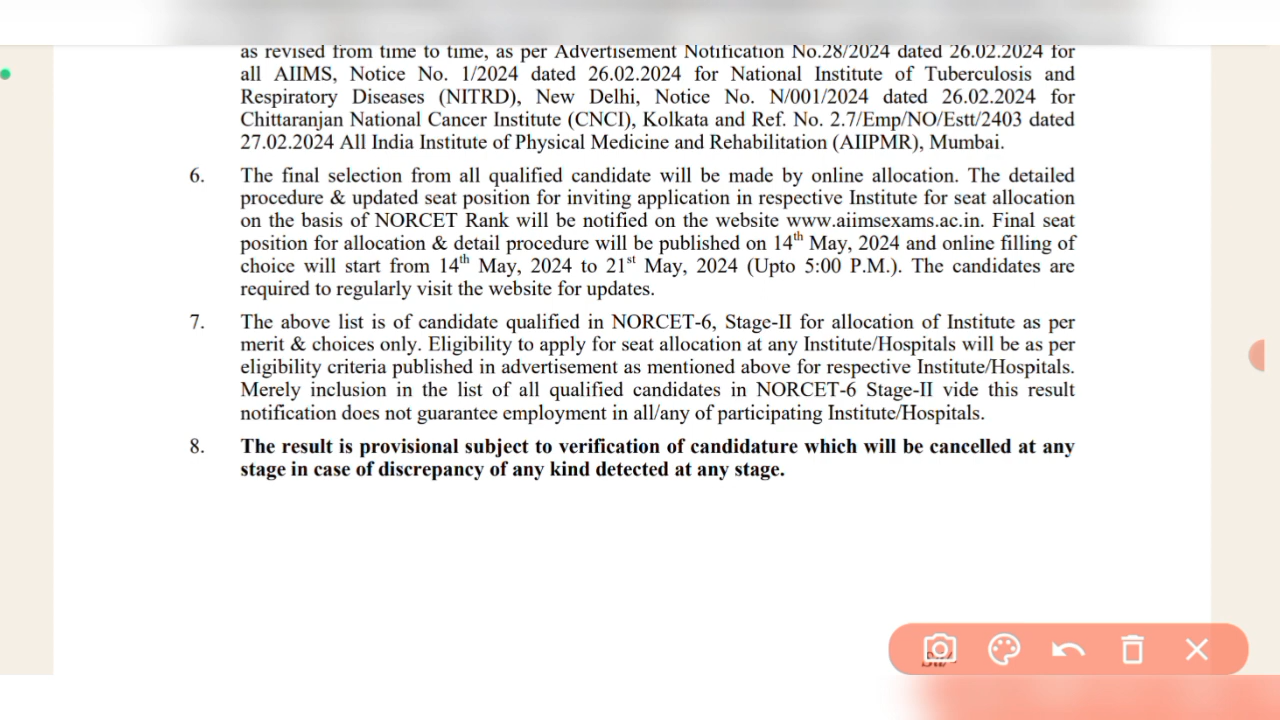 as revised from time to time, as per Advertisement Notification No.28/2024 dated 26.02.2024 for
all AIIMS, Notice No. 1/2024 dated 26.02.2024 for National Institute of Tuberculosis and
Respiratory Diseases (NITRD), New Delhi, Notice No. N/001/2024 dated 26.02.2024 for
Chittaranjan National Cancer Institute (CNCI), Kolkata and Ref. No. 2.7/Emp/NO/Estt/2403 dated
27.02.2024 All India Institute of Physical Medicine and Rehabilitation (AIIPMR), Mumbai.
6. The final selection from all qualified candidate will be made by online allocation. The detailed
procedure & updated seat position for inviting application in respective Institute for seat allocation
on the basis of NORCET Rank will be notified on the website www.aiimsexams.ac.in. Final seat
position for allocation & detail procedure will be published on 14th May, 2024 and online filling of
choice will start from 14th May, 2024 to 21st May, 2024 (Upto 5:00 P.M.). The candidates are
required to regularly visit the website for updates.
7. The above list is of candidate qualified in NORCET-6, Stage-II for allocation of Institute as per
merit & choices only. Eligibility to apply for seat allocation at any Institute/Hospitals will be as per
eligibility criteria published in advertisement as mentioned above for respective Institute/Hospitals.
Merely inclusion in the list of all qualified candidates in NORCET-6 Stage-II vide this result
notification does not guarantee employment in all/any of participating Institute/Hospitals.
8. The result is provisional subject to verification of candidature which will be cancelled at any
stage in case of discrepancy of any kind detected at any stage.